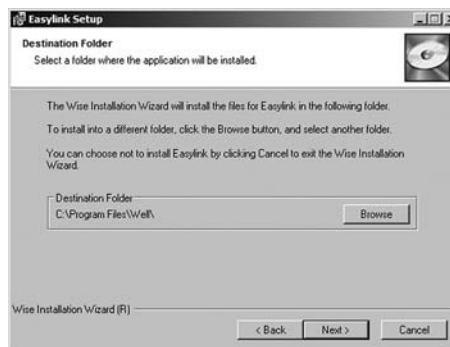 Easylink Setup
Destination Folder
Select a folder where the application will be installed.
The Wise Installation Wizard will install the files for Easylink in the following folder.
To install into a different folder, click the Browse button, and select another folder.
You can choose not to install Easylink by clicking Cancel to exit the Wise Installation
Wizard.
Destination Folder
C:\Program Files\Well\
Browse
Wise Installation Wizard (R)
< Back
Next >
Cancel